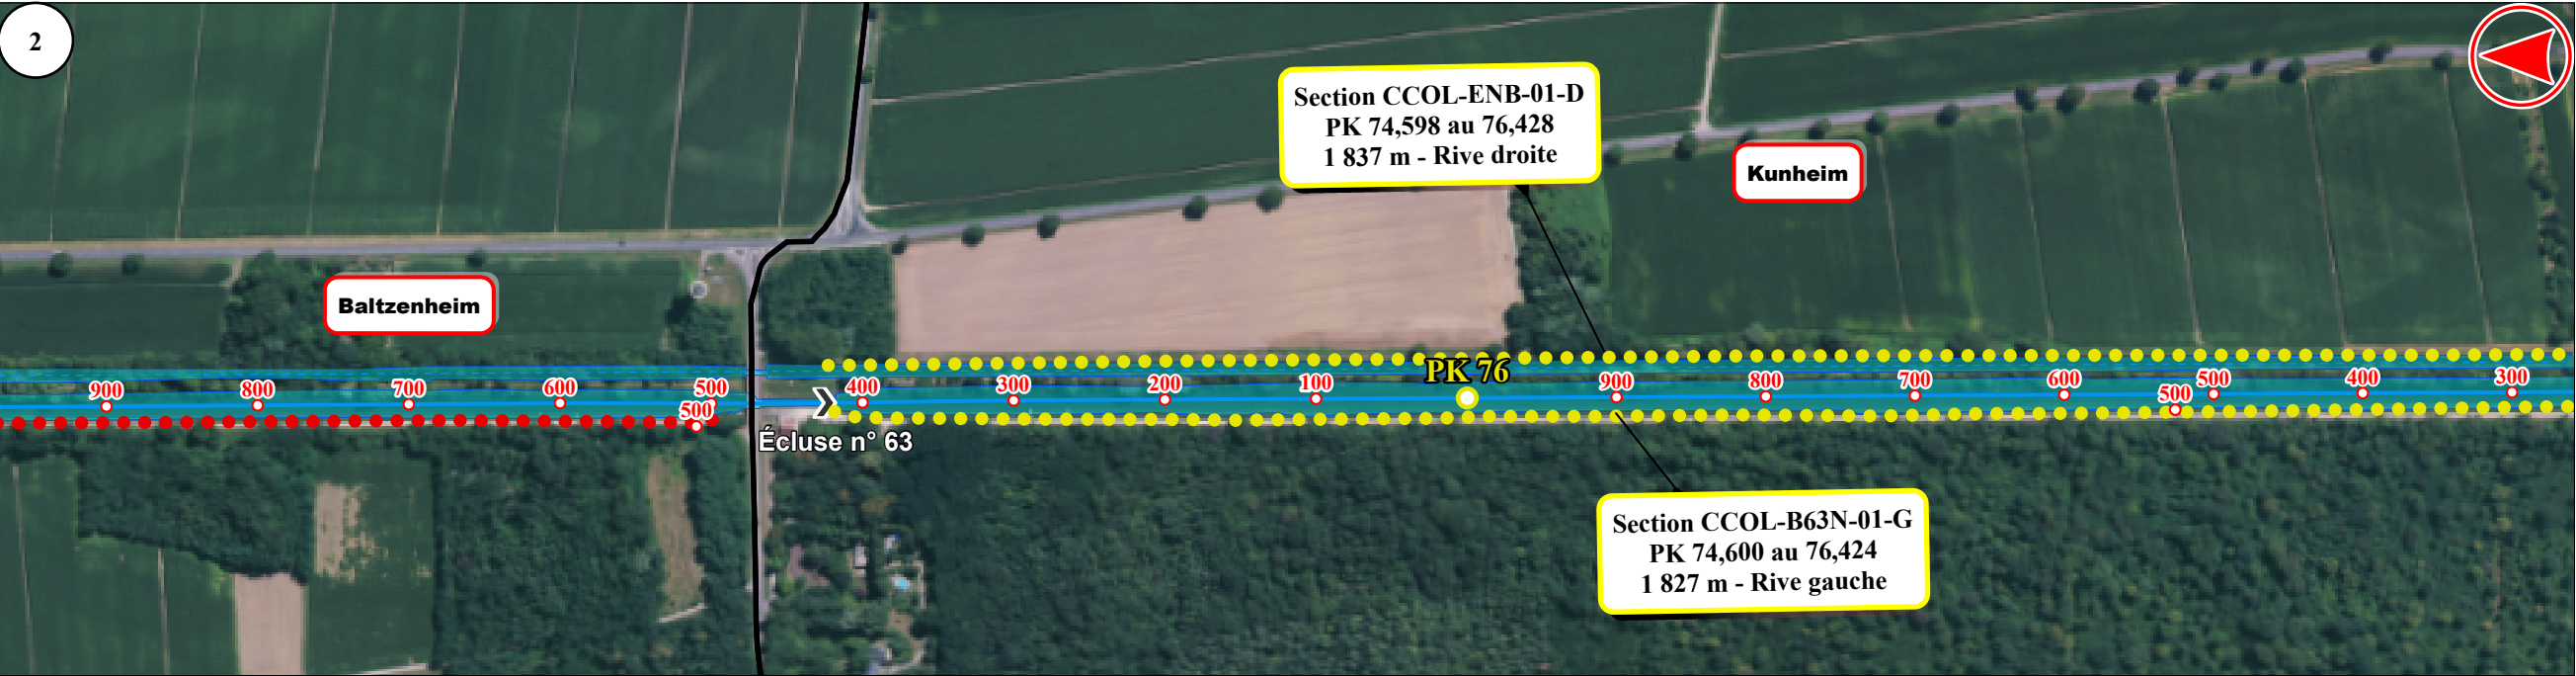 2
Section CCOL-ENB-01-D
PK 74,598 au 76,428
1 837 m - Rive droite
Kunheim
Baltzenheim
PK 76
900
800
700
600
500
500
400
300
200
100
900
800
700
600
500
500
400
300
Écluse n° 63
Section CCOL-B63N-01-G
PK 74,600 au 76,424
1 827 m - Rive gauche